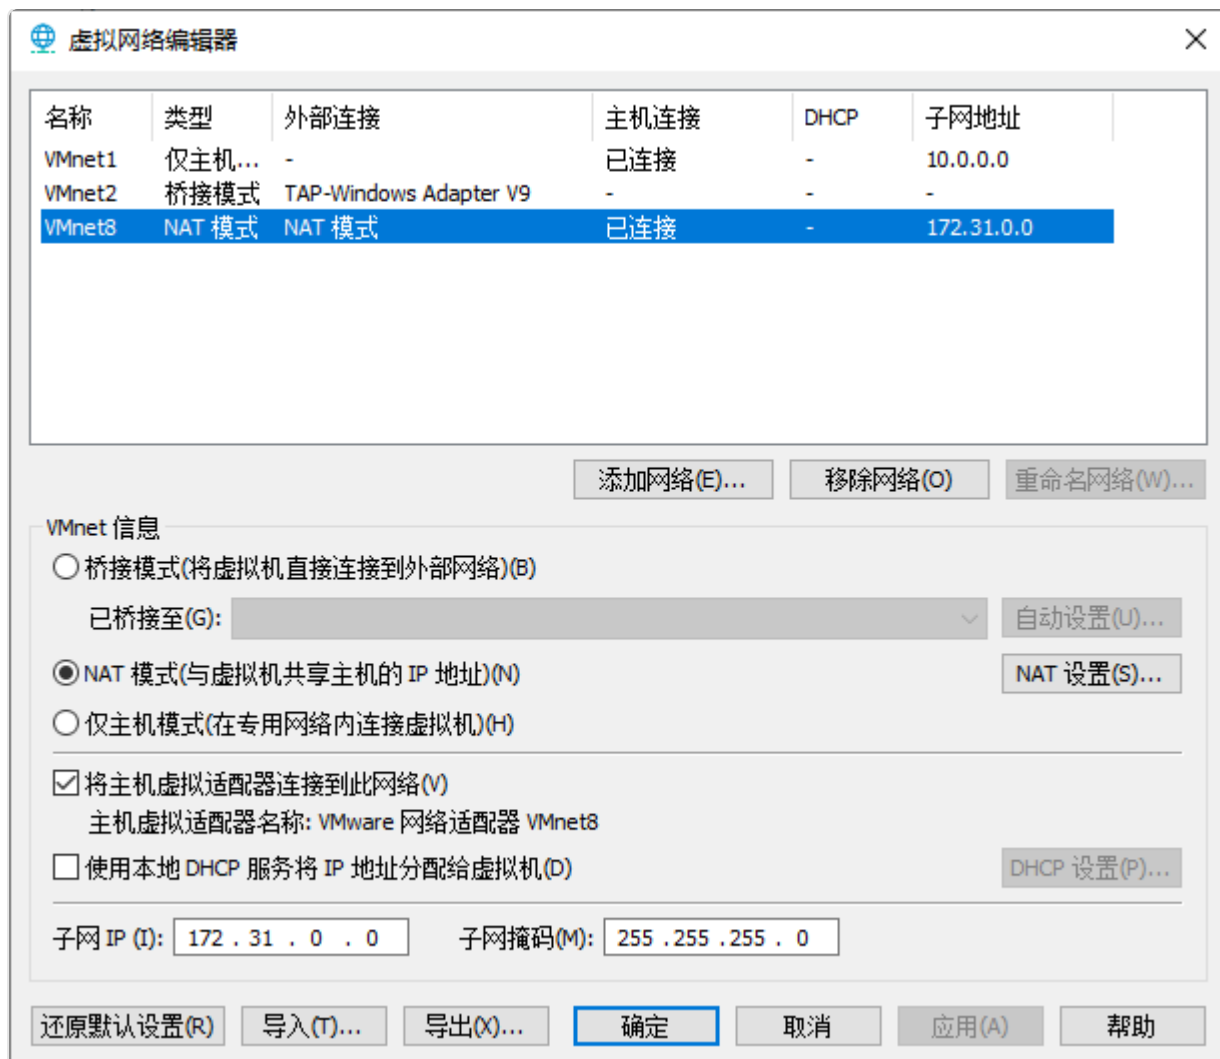 虚拟网络编辑器
名称 类型 外部连接 主机连接 DHCP 子网地址
VMnet1 仅主机... - 已连接 - 10.0.0.0
VMnet2 桥接模式 TAP-Windows Adapter V9 - - -
VMnet8 NAT 模式 NAT 模式 已连接 - 172.31.0.0
添加网络(E)... 移除网络(O) 重命名网络(W)...
VMnet 信息
桥接模式(将虚拟机直接连接到外部网络)(B)
已桥接至(G): 自动设置(U)...
NAT 模式(与虚拟机共享主机的 IP 地址)(N) NAT 设置(S)...
仅主机模式(在专用网络内连接虚拟机)(H)
将主机虚拟适配器连接到此网络(V)
主机虚拟适配器名称: VMware 网络适配器 VMnet8
使用本地 DHCP 服务将 IP 地址分配给虚拟机(D) DHCP 设置(P)...
子网 IP (I): 172 . 31 . 0 . 0 子网掩码(M): 255 .255 .255 . 0
还原默认设置(R) 导入(T)... 导出(X)... 确定 取消 应用(A) 帮助